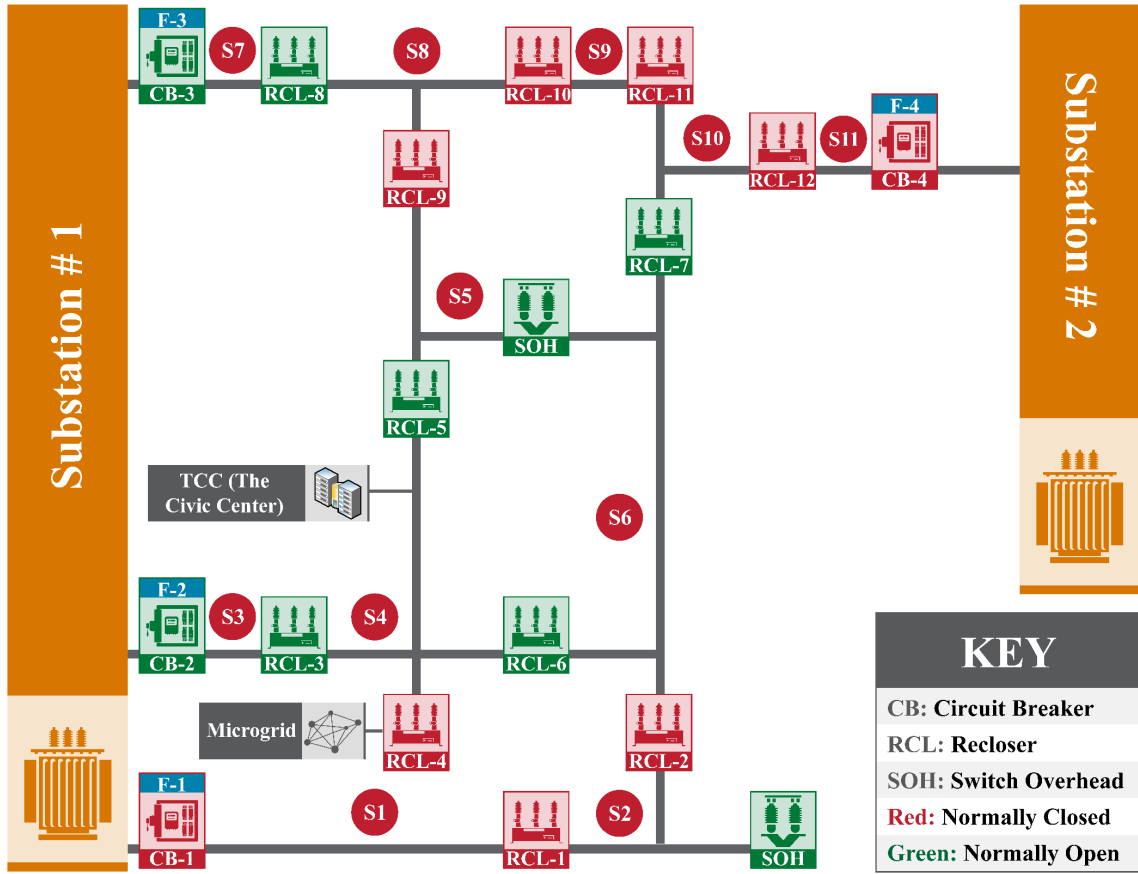 Substation # 1
F-3
CB-3
S7
RCL-8
S8
RCL-10
S9
RCL-11
S10
RCL-12
S11
F-4
CB-4
Substation # 2
RCL-9
RCL-7
S5
SOH
RCL-5
TCC (The
Civic Center)
S6
F-2
CB-2
S3
RCL-3
S4
RCL-6
Microgrid
RCL-4
RCL-2
F-1
CB-1
S1
RCL-1
S2
SOH
KEY
CB: Circuit Breaker
RCL: Recloser
SOH: Switch Overhead
Red: Normally Closed
Green: Normally Open